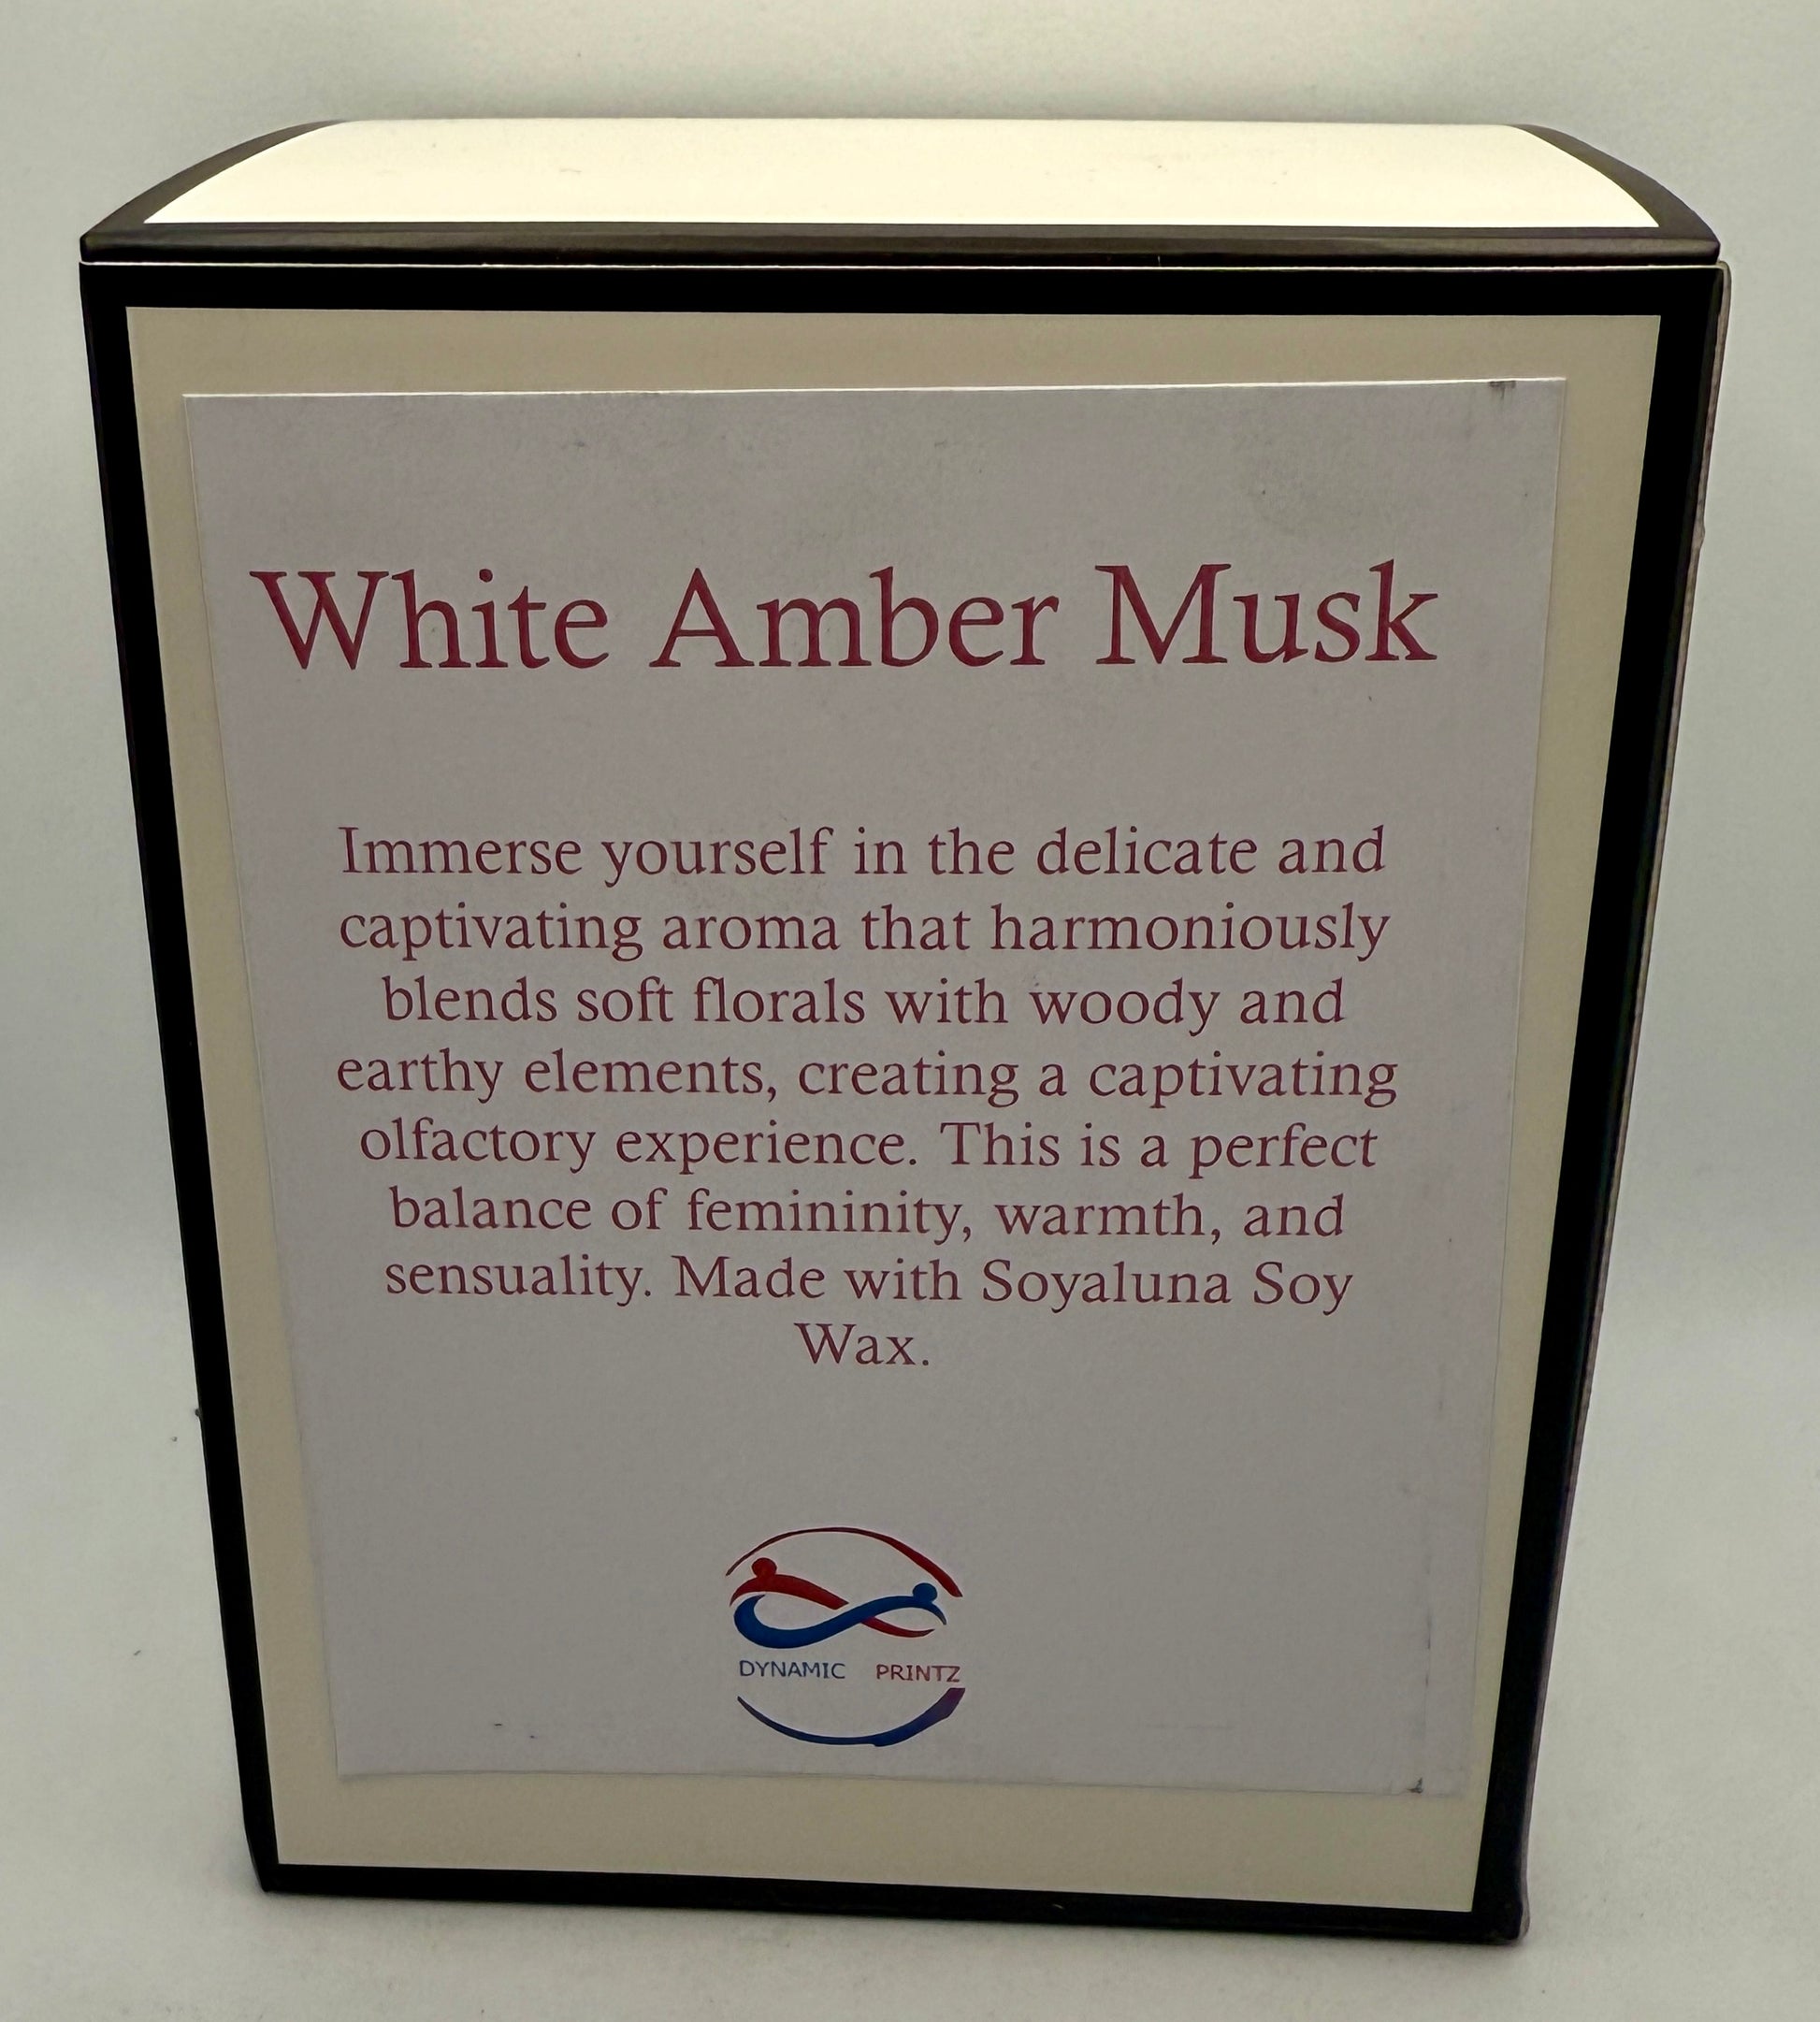 White Amber Musk
Immerse yourself in the delicate and
captivating aroma that harmoniously
blends soft florals with woody and
earthy elements, creating a captivating
olfactory experience. This is a perfect
balance of femininity, warmth, and
sensuality. Made with Soyaluna Soy
Wax.
DYNAMIC PRINTZ